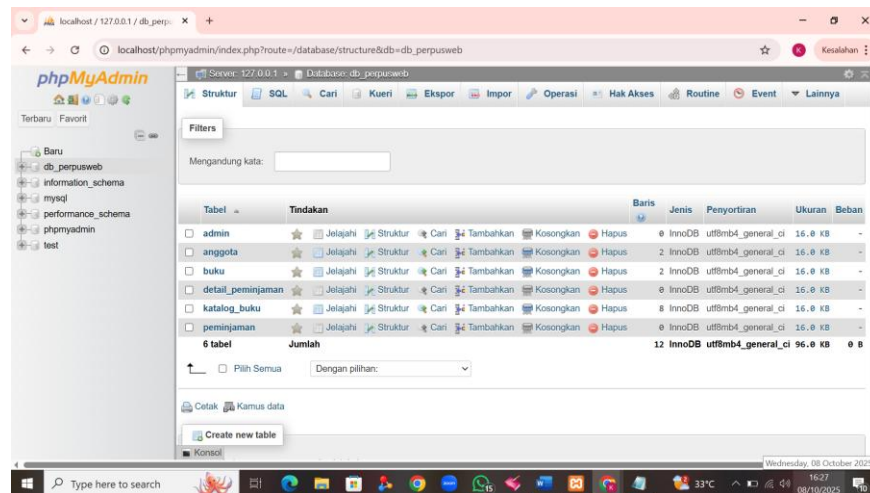 localhost / 127.0.0.1 / db_perpu
localhost/phpmyadmin/index.php?route=/database/structure&db=db_perpusweb
K
Kesalahan
phpMyAdmin
Terbaru Favorit
Baru
db_perpusweb
information_schema
mysql
performance_schema
phpmyadmin
test
Server: 127.0.0.1 » Database: db_perpusweb
Struktur SQL Cari Kueri Ekspor Impor Operasi Hak Akses Routine Event Lainnya
Filters
Mengandung kata:
Tabel Tindakan Baris Jenis Penyortiran Ukuran Beban
admin Jelajahi Struktur Cari Tambahkan Kosongkan Hapus 0 InnoDB utf8mb4_general_ci 16.0 KB -
anggota Jelajahi Struktur Cari Tambahkan Kosongkan Hapus 2 InnoDB utf8mb4_general_ci 16.0 KB -
buku Jelajahi Struktur Cari Tambahkan Kosongkan Hapus 2 InnoDB utf8mb4_general_ci 16.0 KB -
detail_peminjaman Jelajahi Struktur Cari Tambahkan Kosongkan Hapus 0 InnoDB utf8mb4_general_ci 16.0 KB -
katalog_buku Jelajahi Struktur Cari Tambahkan Kosongkan Hapus 8 InnoDB utf8mb4_general_ci 16.0 KB -
peminjaman Jelajahi Struktur Cari Tambahkan Kosongkan Hapus 0 InnoDB utf8mb4_general_ci 16.0 KB -
6 tabel Jumlah 12 InnoDB utf8mb4_general_ci 96.0 KB 0 B
Pilih Semua Dengan pilihan:
Cetak Kamus data
Create new table
Konsol
Wednesday, 08 October 2025
Type here to search
33°C
16:27
08/10/2025